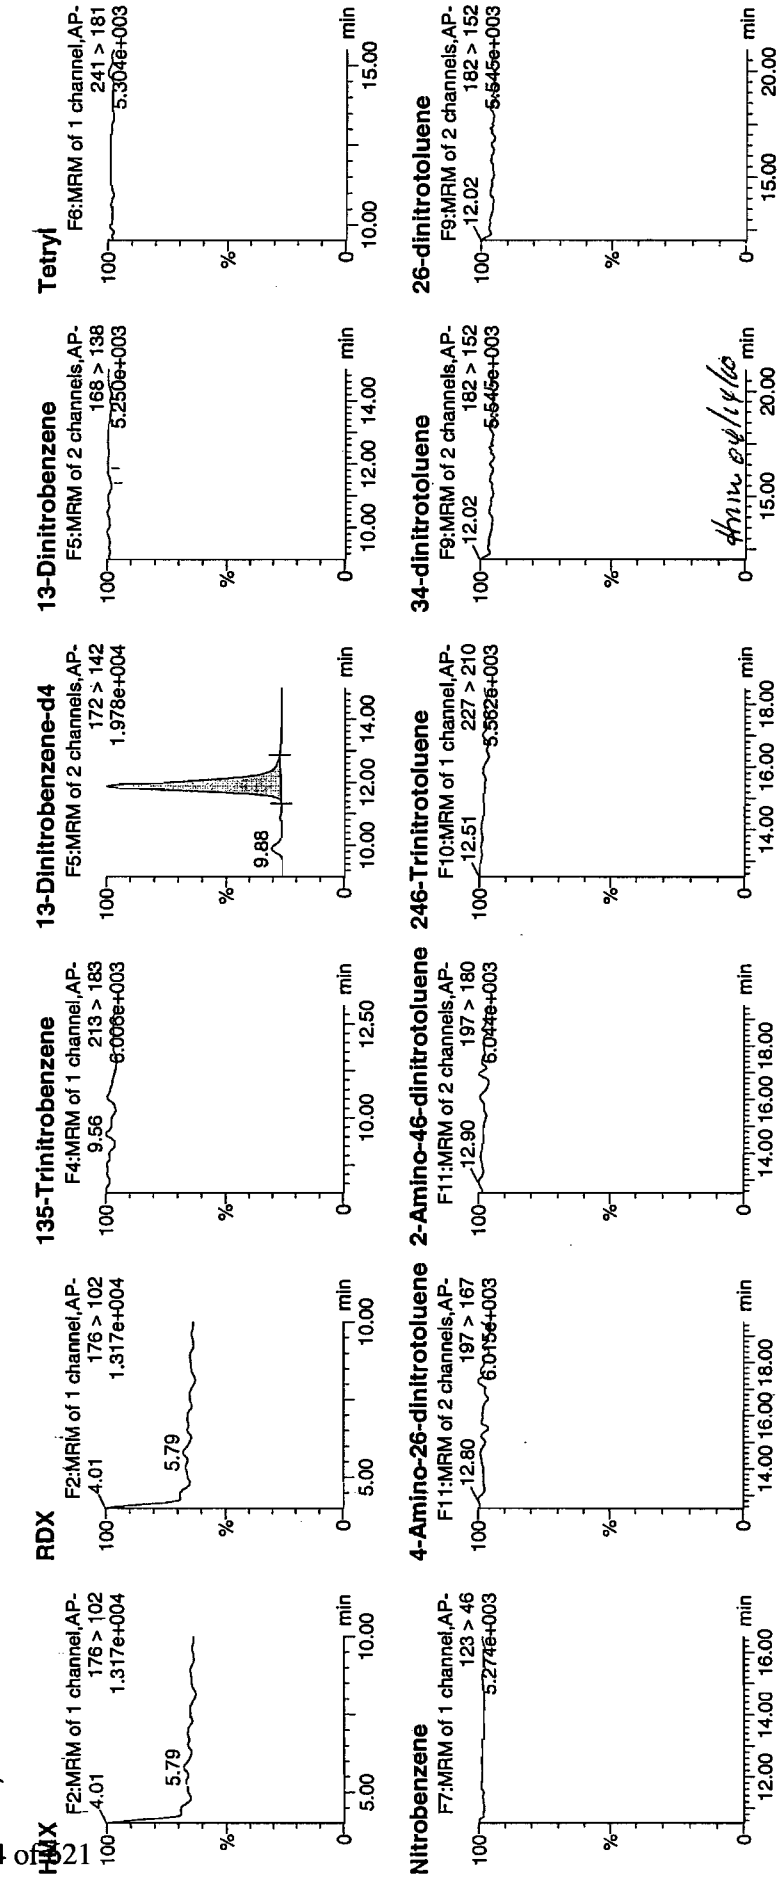 HMX
F2:MRM of 1 channel,AP-
176 > 102
1.317e+004
4.01
5.79
100
%
0
5.00
10.00
min
RDX
F2:MRM of 1 channel,AP-
176 > 102
1.317e+004
4.01
5.79
100
%
0
5.00
10.00
min
135-Trinitrobenzene
F4:MRM of 1 channel,AP-
213 > 183
6.006e+003
9.56
100
%
0
10.00
12.50
min
13-Dinitrobenzene-d4
F5:MRM of 2 channels,AP-
172 > 142
1.978e+004
9.88
100
%
0
10.00
12.00
14.00
min
13-Dinitrobenzene
F5:MRM of 2 channels,AP-
168 > 138
5.250e+003
100
%
0
10.00
12.00
14.00
min
Tetryl
F6:MRM of 1 channel,AP-
241 > 181
5.304e+003
100
%
0
10.00
15.00
min
Nitrobenzene
F7:MRM of 1 channel,AP-
123 > 46
5.274e+003
100
%
0
12.00
14.00
16.00
min
4-Amino-26-dinitrotoluene
F11:MRM of 2 channels,AP-
197 > 167
6.015e+003
12.80
100
%
0
14.00
16.00
18.00
min
2-Amino-46-dinitrotoluene
F11:MRM of 2 channels,AP-
197 > 180
6.044e+003
12.90
100
%
0
14.00
16.00
18.00
min
246-Trinitrotoluene
F10:MRM of 1 channel,AP-
227 > 210
5.562e+003
12.51
100
%
0
14.00
16.00
18.00
min
34-dinitrotoluene
F9:MRM of 2 channels,AP-
182 > 152
5.545e+003
12.02
100
%
0
15.00
20.00
min
04/14/10
26-dinitrotoluene
F9:MRM of 2 channels,AP-
182 > 152
5.545e+003
12.02
100
%
0
15.00
20.00
min